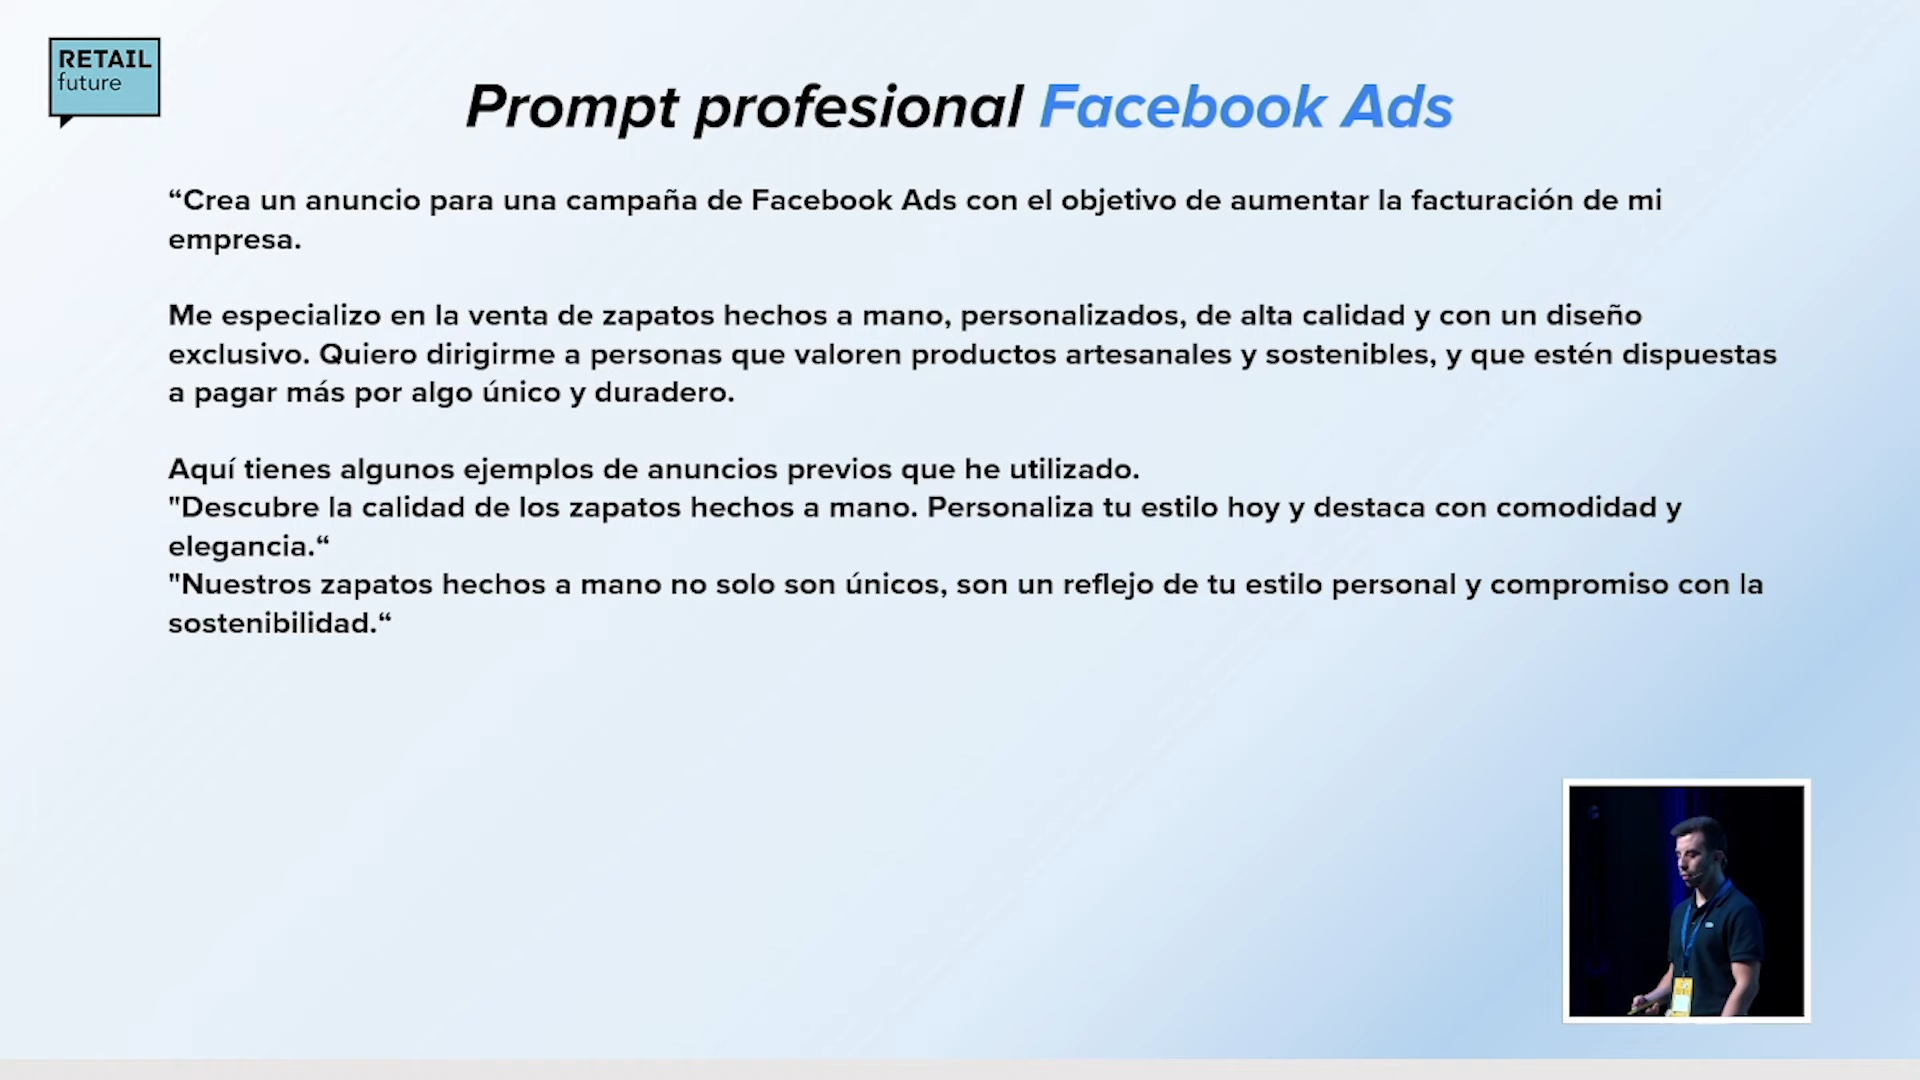 RETAIL
future
Prompt profesional Facebook Ads
“Crea un anuncio para una campaña de Facebook Ads con el objetivo de aumentar la facturación de mi
empresa.
Me especializo en la venta de zapatos hechos a mano, personalizados, de alta calidad y con un diseño
exclusivo. Quiero dirigirme a personas que valoren productos artesanales y sostenibles, y que estén dispuestas
a pagar más por algo único y duradero.
Aquí tienes algunos ejemplos de anuncios previos que he utilizado.
"Descubre la calidad de los zapatos hechos a mano. Personaliza tu estilo hoy y destaca con comodidad y
elegancia.“
"Nuestros zapatos hechos a mano no solo son únicos, son un reflejo de tu estilo personal y compromiso con la
sostenibilidad.“